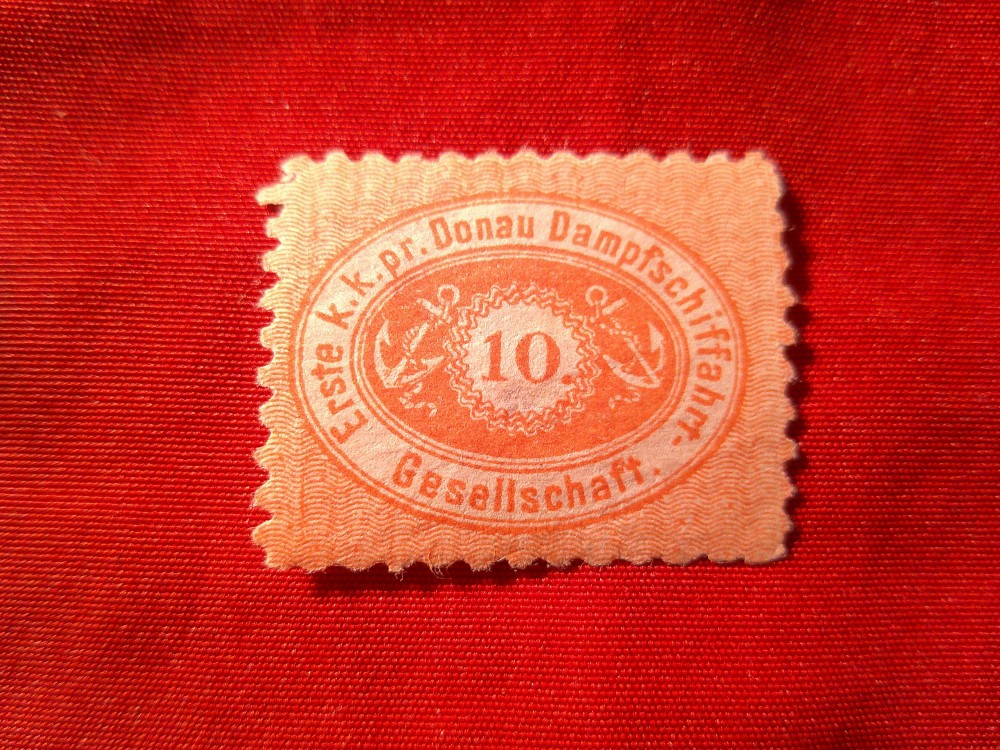 Erste k. k. pr. Donau Dampfschiffahrt-
Gesellschaft.
10.